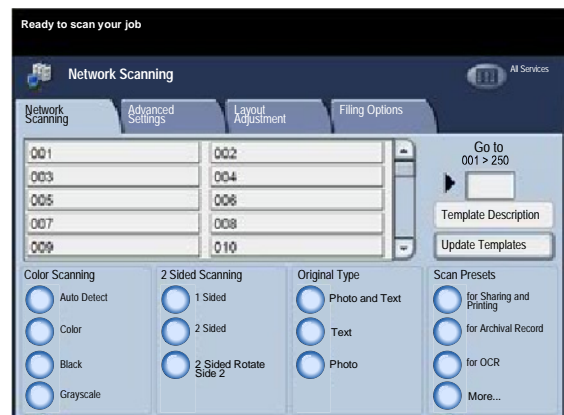 Ready to scan your job
Network Scanning
All Services
Network
Scanning
Advanced
Settings
Layout
Adjustment
Filing Options
001
002
003
004
005
006
007
008
009
010
Go to
001 > 250
Template Description
Update Templates
Color Scanning
Auto Detect
Color
Black
Grayscale
2 Sided Scanning
1 Sided
2 Sided
2 Sided Rotate
Side 2
Original Type
Photo and Text
Text
Photo
Scan Presets
for Sharing and
Printing
for Archival Record
for OCR
More...